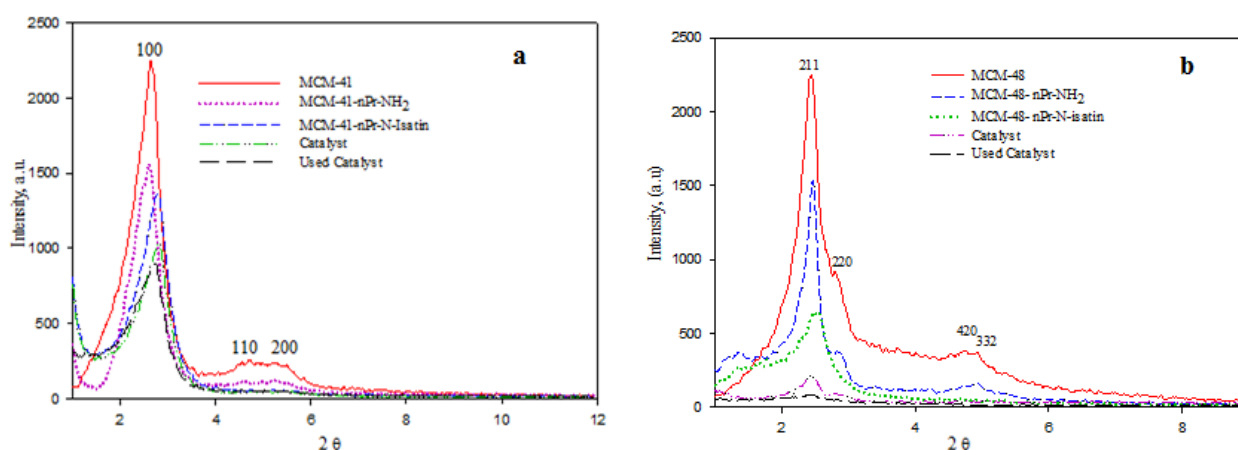 a
2500
2000
1500
1000
500
0
Intensity, a.u.
100
110
200
MCM-41
MCM-41-nPr-NH2
MCM-41-nPr-N-Isatin
Catalyst
Used Catalyst
2 4 6 8 10 12
2 θ
b
2500
2000
1500
1000
500
0
Intensity, (a.u)
211
220
420
332
MCM-48
MCM-48- nPr-NH2
MCM-48- nPr-N-isatin
Catalyst
Used Catalyst
2 4 6 8
2 θ